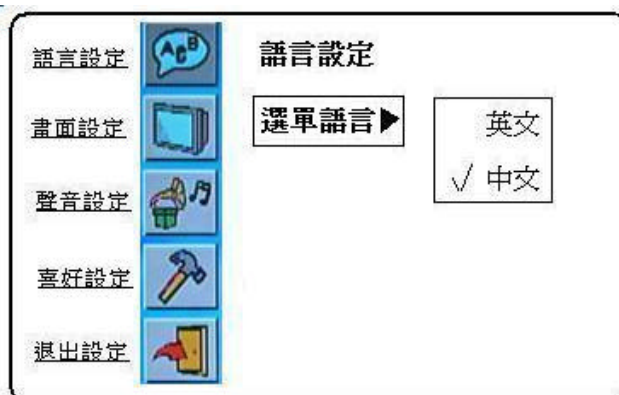 語言設定
畫面設定
聲音設定
喜好設定
退出設定
ACB
語言設定
選單語言▶
英文
√ 中文